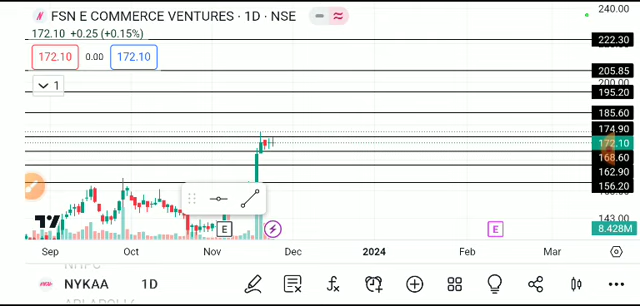 FSN E COMMERCE VENTURES · 1D · NSE
240.00
172.10 +0.25 (+0.15%)
222.30
172.10 0.00 172.10
205.85
1
195.20
185.60
174.90
172.10
168.60
162.90
156.20
143.00
E
E
8.428M
Sep Oct Nov Dec 2024 Feb Mar
NYKAA 1D